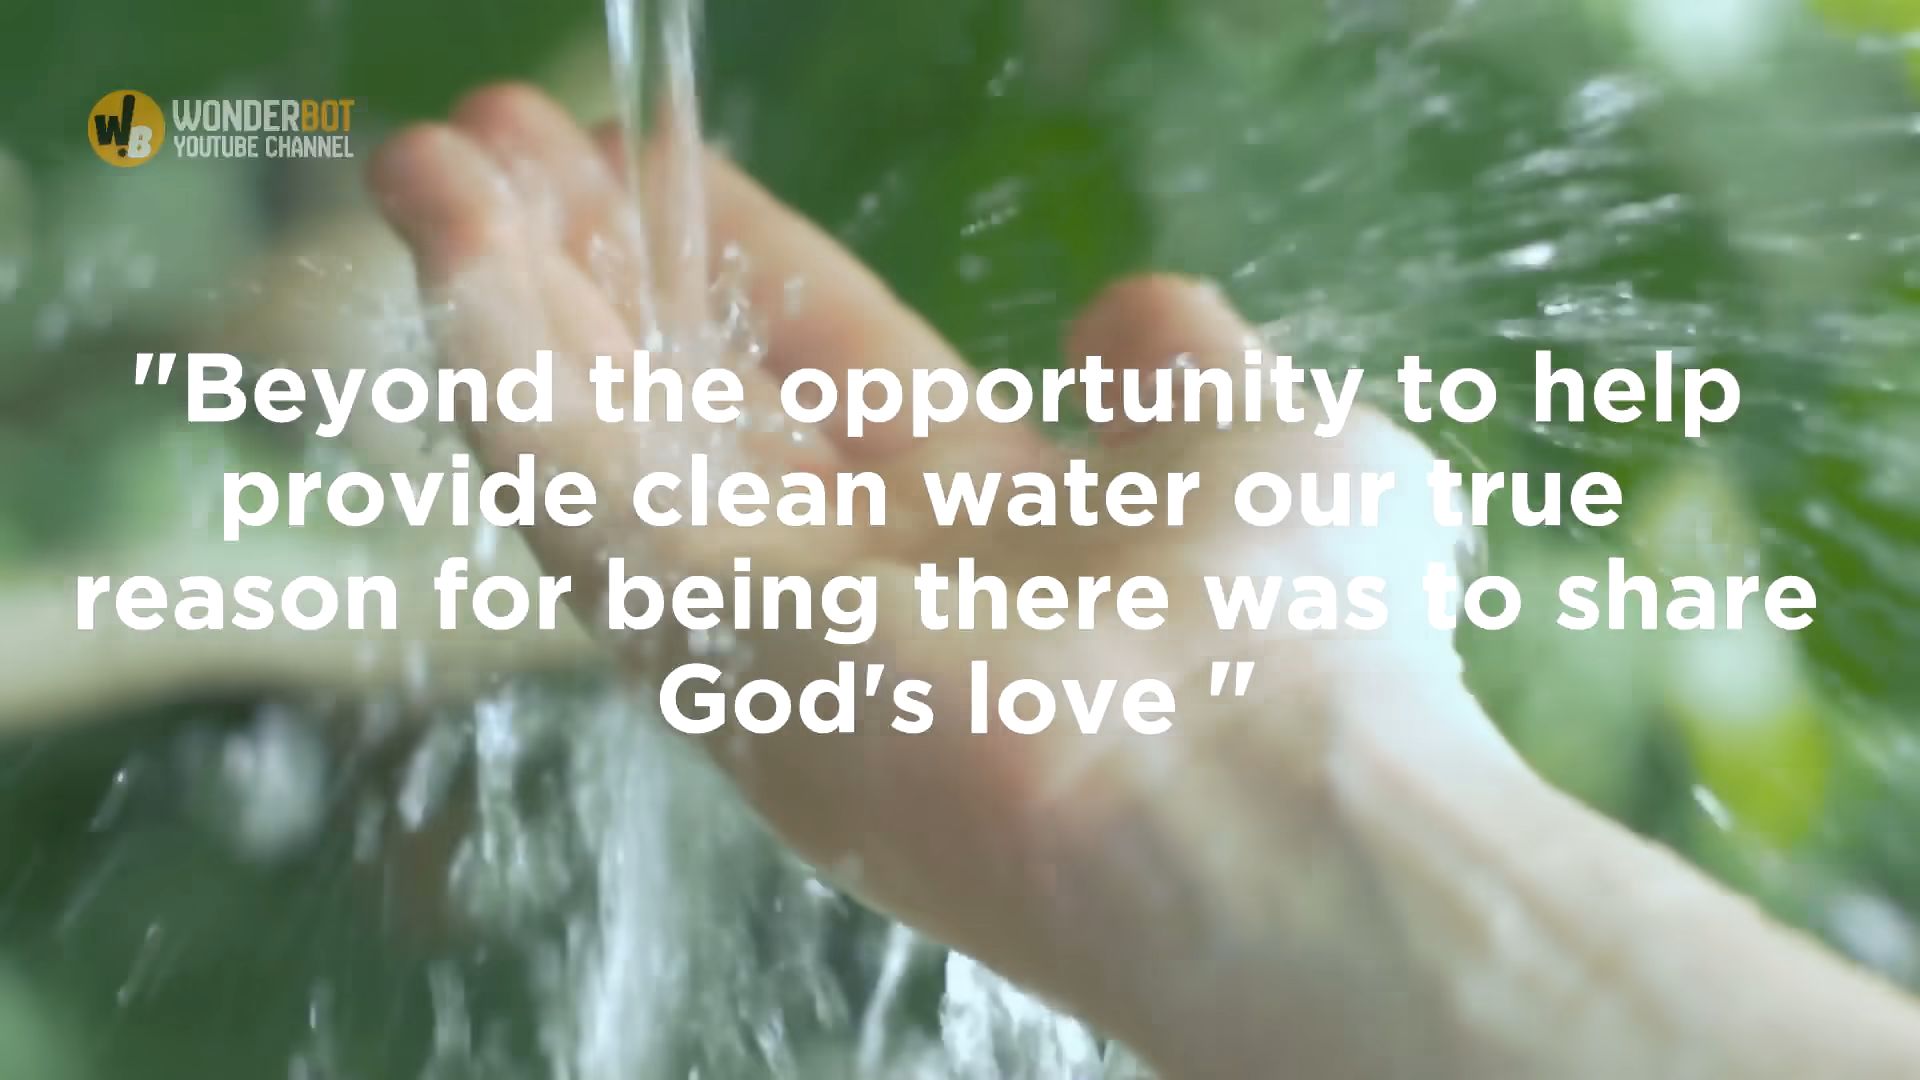 W!B
WONDERBOT
YOUTUBE CHANNEL
"Beyond the opportunity to help
provide clean water our true
reason for being there was to share
God's love "